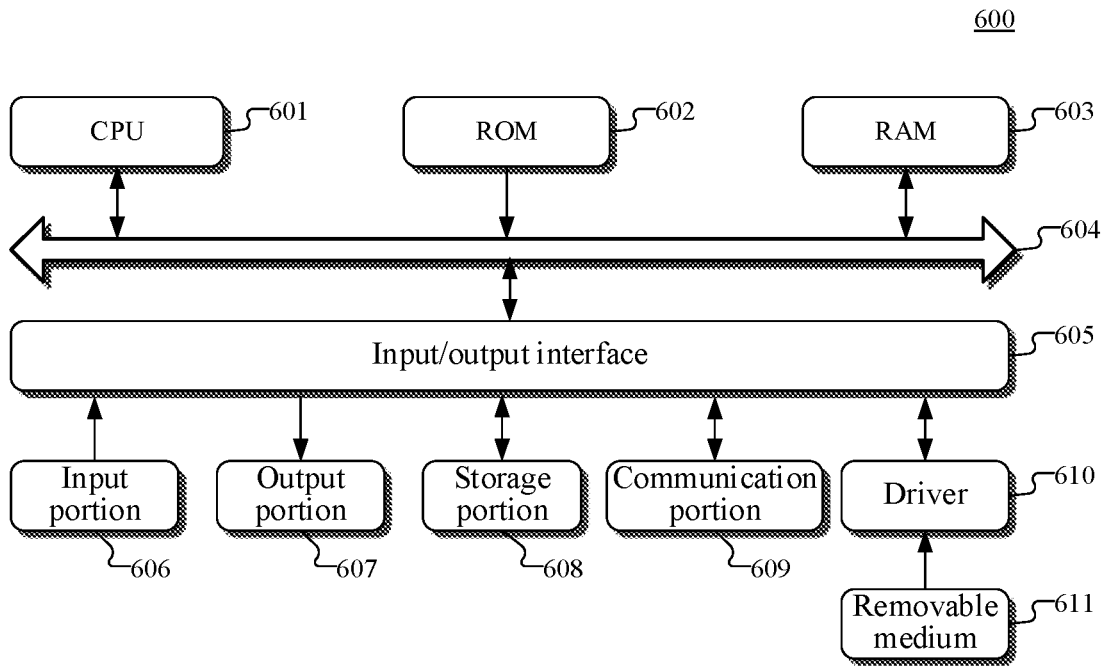 600
CPU
601
ROM
602
RAM
603
604
Input/output interface
605
Input
portion
606
Output
portion
607
Storage
portion
608
Communication
portion
609
Driver
610
Removable
medium
611